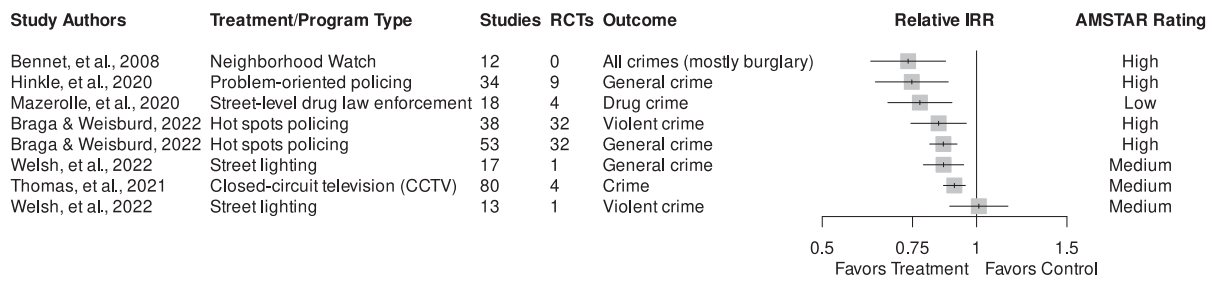 Study Authors Treatment/Program Type Studies RCTs Outcome Relative IRR AMSTAR Rating
Bennet, et al., 2008 Neighborhood Watch 12 0 All crimes (mostly burglary) High
Hinkle, et al., 2020 Problem-oriented policing 34 9 General crime High
Mazerolle, et al., 2020 Street-level drug law enforcement 18 4 Drug crime Low
Braga & Weisburd, 2022 Hot spots policing 38 32 Violent crime High
Braga & Weisburd, 2022 Hot spots policing 53 32 General crime High
Welsh, et al., 2022 Street lighting 17 1 General crime Medium
Thomas, et al., 2021 Closed-circuit television (CCTV) 80 4 Crime Medium
Welsh, et al., 2022 Street lighting 13 1 Violent crime Medium
0.5 0.75 1 1.5
Favors Treatment Favors Control